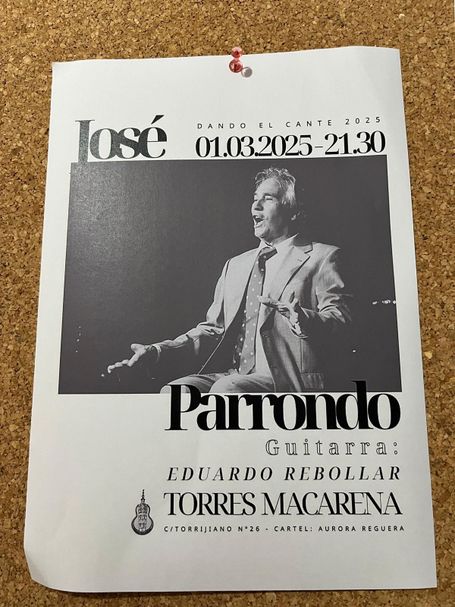 DANDO EL CANTE 2025
José
01.03.2025-21.30
Parrondo
Guitarra:
EDUARDO REBOLLAR
TORRES MACARENA
C/TORRIJIANO Nº26 - CARTEL: AURORA REGUERA